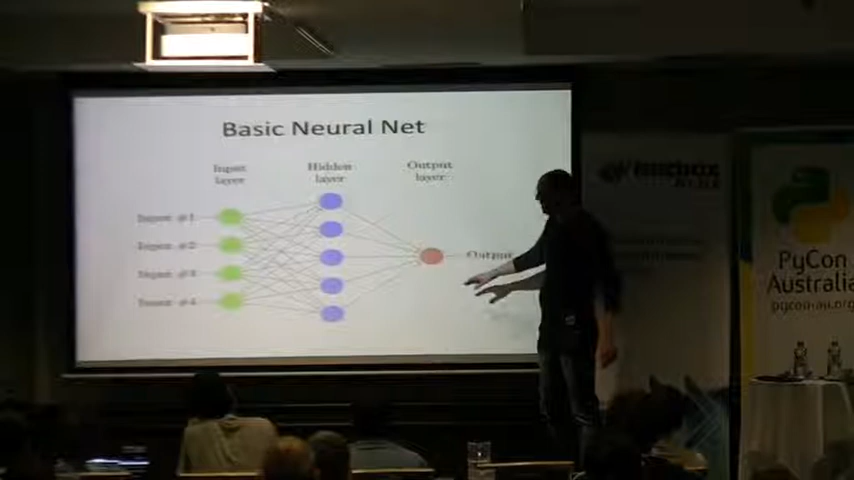 Basic Neural Net
Input layer
Hidden layer
Output layer
Input #1
Input #2
Input #3
Input #4
Output
PyCon
Australia
pycon-au.org